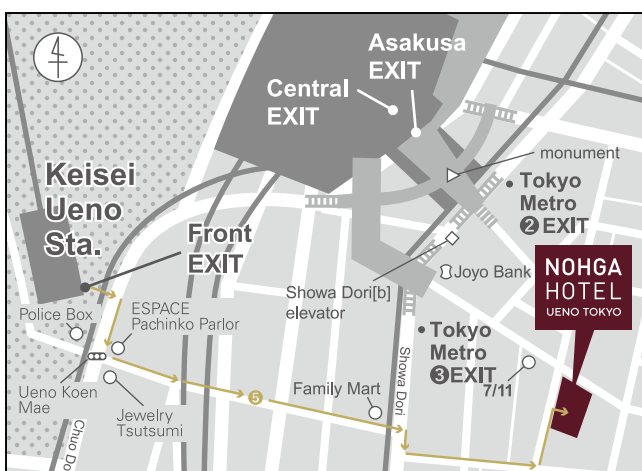 Asakusa
EXIT
Central
EXIT
monument
Keisei
Ueno
Sta.
Tokyo
Metro
❷EXIT
Front
EXIT
NOHGA
HOTEL
UENO TOKYO
Joyo Bank
Showa Dori[b]
elevator
Police Box
ESPACE
Pachinko Parlor
Tokyo
Metro
❸EXIT
7/11
Showa Dori
Ueno Koen
Mae
Family Mart
❺
Jewelry
Tsutsumi
Chuo Do